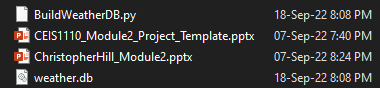 BuildWeatherDB.py 18-Sep-22 8:08 PM
CEIS1110_Module2_Project_Template.pptx 07-Sep-22 7:40 PM
ChristopherHill_Module2.pptx 07-Sep-22 8:24 PM
weather.db 18-Sep-22 8:08 PM